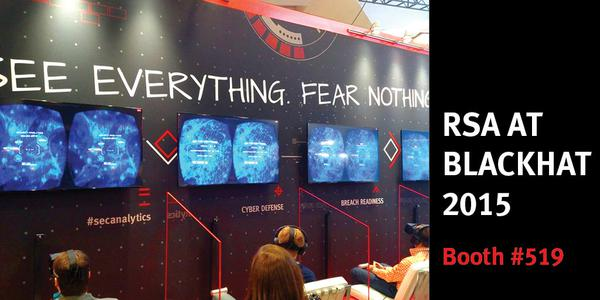 SEE EVERYTHING. FEAR NOTHING
#secanalytics
CYBER DEFENSE
BREACH READINESS
RSA AT
BLACKHAT
2015
Booth #519